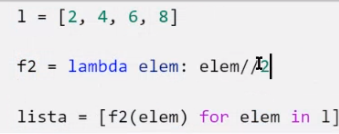 l = [2, 4, 6, 8]
f2 = lambda elem: elem//2
lista = [f2(elem) for elem in l]